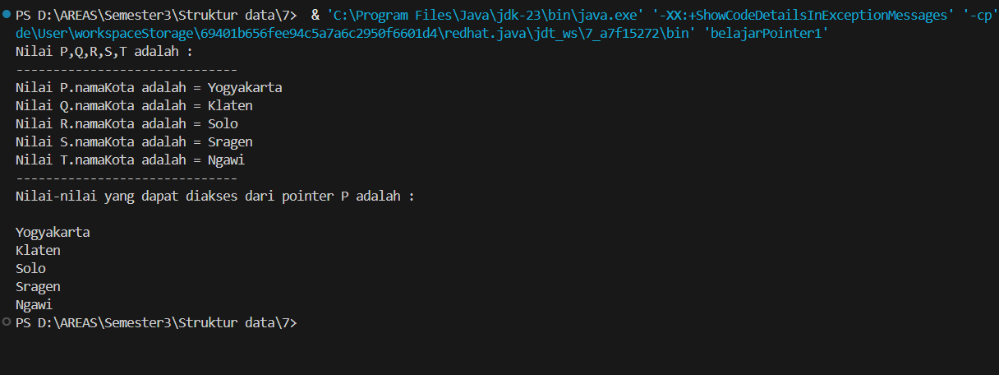 PS D:\AREAS\Semester3\Struktur data\7>  & 'C:\Program Files\Java\jdk-23\bin\java.exe' '-XX:+ShowCodeDetailsInExceptionMessages' '-cp'
de\User\workspaceStorage\69401b656fee94c5a7a6c2950f6601d4\redhat.java\jdt_ws\7_a7f15272\bin' 'belajarPointer1'
Nilai P,Q,R,S,T adalah :
------------------------------
Nilai P.namaKota adalah = Yogyakarta
Nilai Q.namaKota adalah = Klaten
Nilai R.namaKota adalah = Solo
Nilai S.namaKota adalah = Sragen
Nilai T.namaKota adalah = Ngawi
------------------------------
Nilai-nilai yang dapat diakses dari pointer P adalah :
Yogyakarta
Klaten
Solo
Sragen
Ngawi
PS D:\AREAS\Semester3\Struktur data\7>